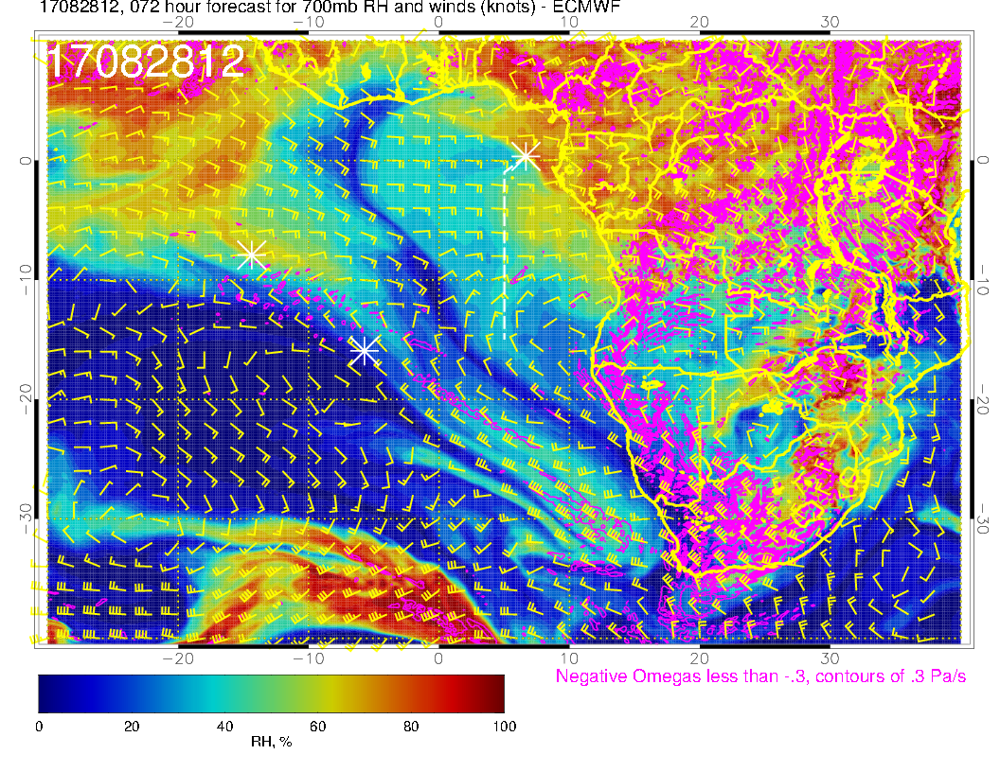 17082812, 072 hour forecast for 700mb RH and winds (knots) - ECMWF
−20 −10 0 10 20 30
17082812
0 0
−10 −10
−20 −20
−30 −30
−20 −10 0 10 20 30
Negative Omegas less than -.3, contours of .3 Pa/s
0 20 40 60 80 100
RH, %